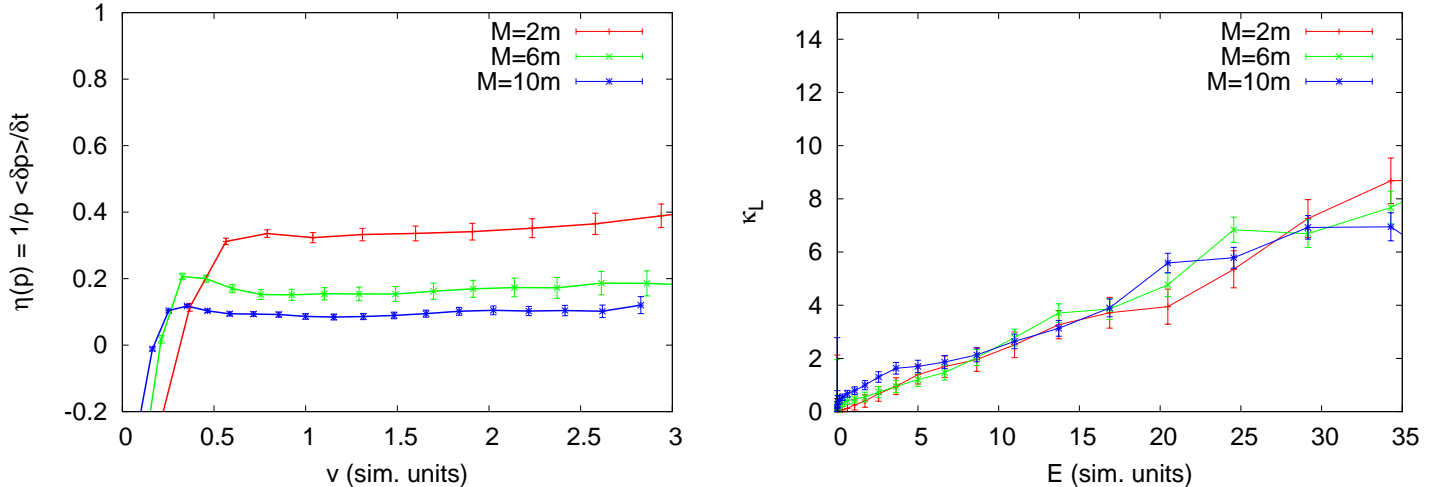 1
0.8
0.6
0.4
0.2
0
-0.2
0 0.5 1 1.5 2 2.5 3
η(p) = 1/p <δp>/δt
v (sim. units)
M=2m
M=6m
M=10m
14
12
10
8
6
4
2
0
0 5 10 15 20 25 30 35
κL
E (sim. units)
M=2m
M=6m
M=10m